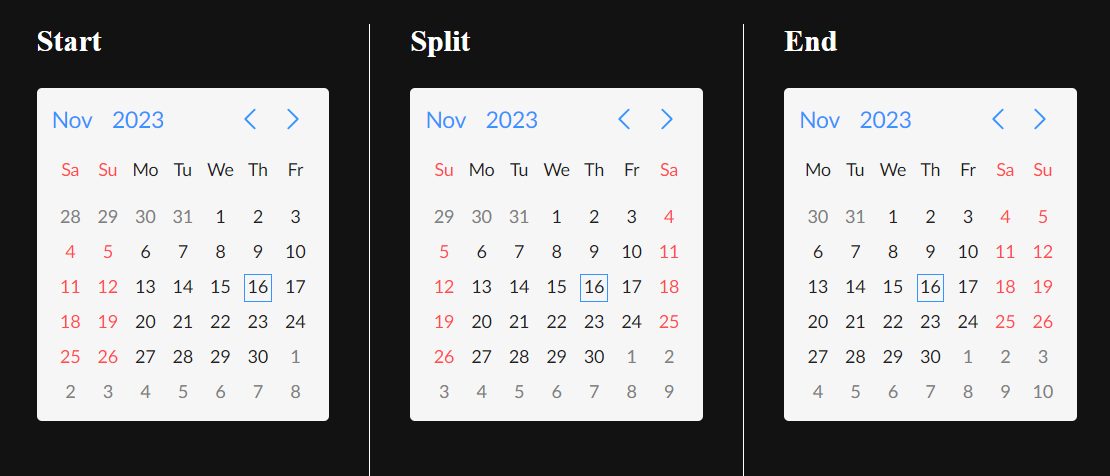 Start
Nov 2023
Sa Su Mo Tu We Th Fr
28 29 30 31 1 2 3
4 5 6 7 8 9 10
11 12 13 14 15 16 17
18 19 20 21 22 23 24
25 26 27 28 29 30 1
2 3 4 5 6 7 8
Split
Nov 2023
Su Mo Tu We Th Fr Sa
29 30 31 1 2 3 4
5 6 7 8 9 10 11
12 13 14 15 16 17 18
19 20 21 22 23 24 25
26 27 28 29 30 1 2
3 4 5 6 7 8 9
End
Nov 2023
Mo Tu We Th Fr Sa Su
30 31 1 2 3 4 5
6 7 8 9 10 11 12
13 14 15 16 17 18 19
20 21 22 23 24 25 26
27 28 29 30 1 2 3
4 5 6 7 8 9 10